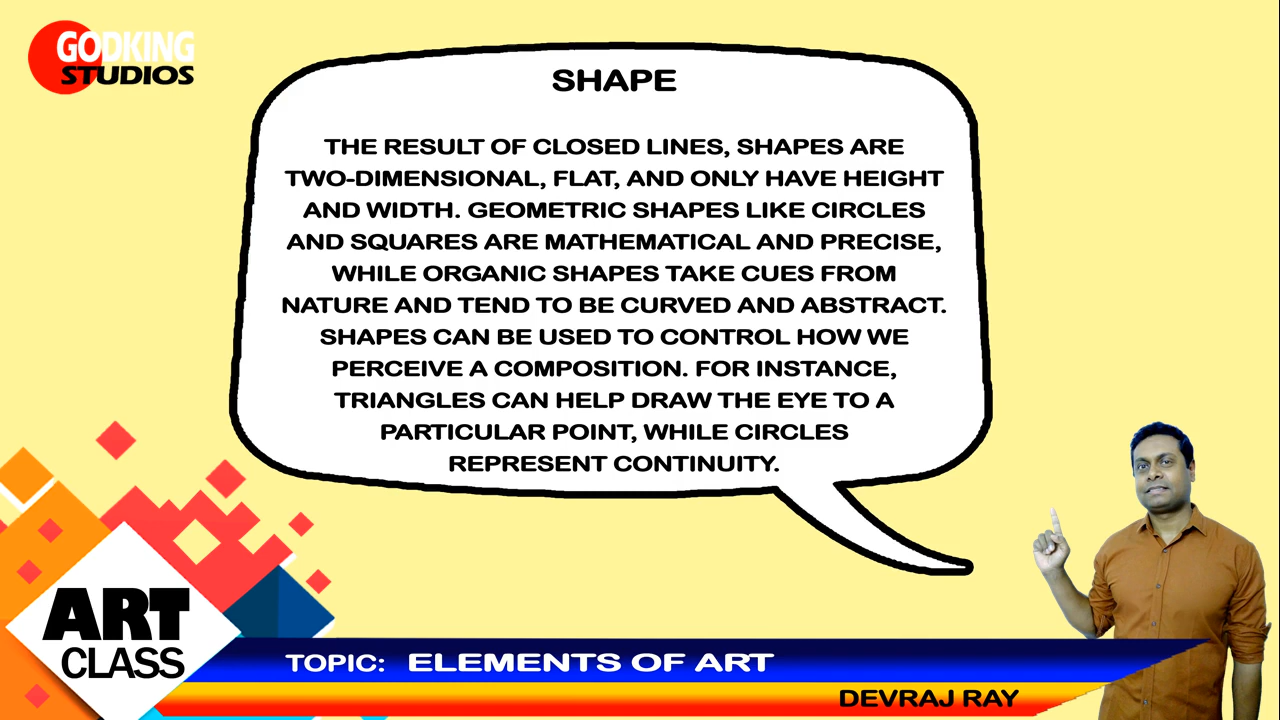 GODKING
STUDIOS
SHAPE
THE RESULT OF CLOSED LINES, SHAPES ARE
TWO-DIMENSIONAL, FLAT, AND ONLY HAVE HEIGHT
AND WIDTH. GEOMETRIC SHAPES LIKE CIRCLES
AND SQUARES ARE MATHEMATICAL AND PRECISE,
WHILE ORGANIC SHAPES TAKE CUES FROM
NATURE AND TEND TO BE CURVED AND ABSTRACT.
SHAPES CAN BE USED TO CONTROL HOW WE
PERCEIVE A COMPOSITION. FOR INSTANCE,
TRIANGLES CAN HELP DRAW THE EYE TO A
PARTICULAR POINT, WHILE CIRCLES
REPRESENT CONTINUITY.
ART
CLASS
TOPIC: ELEMENTS OF ART
DEVRAJ RAY